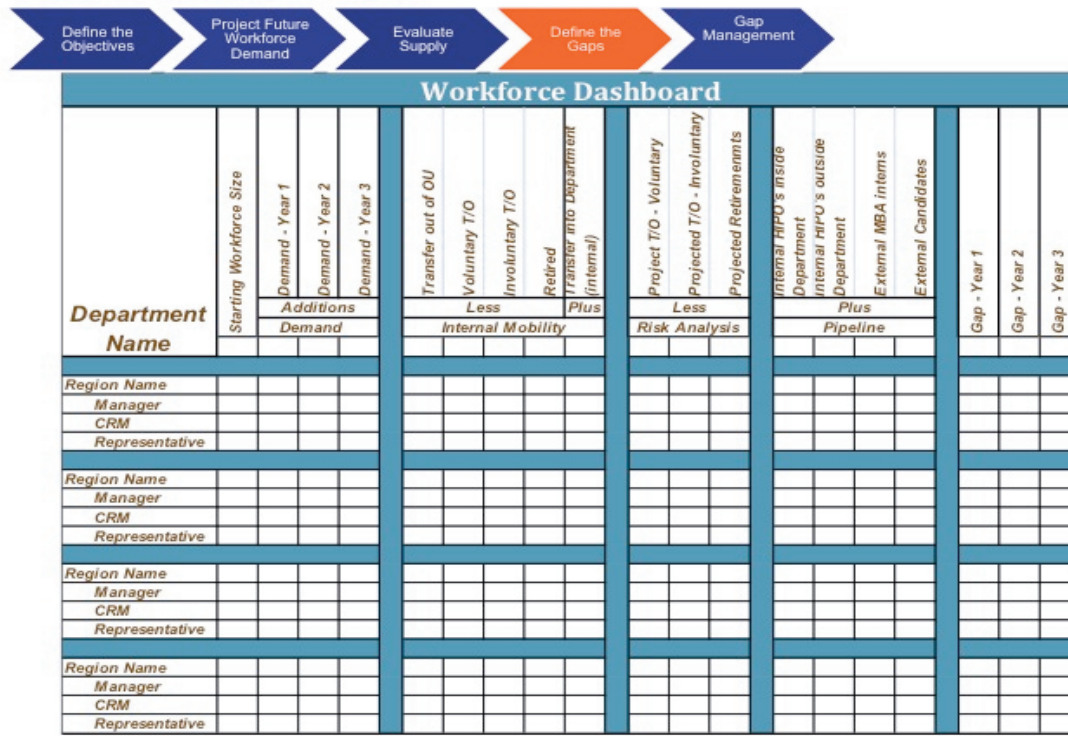 Define the
Objectives
Project Future
Workforce
Demand
Evaluate
Supply
Define the
Gaps
Gap
Management
Workforce Dashboard
Department
Name
Starting Workforce Size
Demand - Year 1
Demand - Year 2
Demand - Year 3
Additions
Demand
Transfer out of OU
Voluntary T/O
Involuntary T/O
Retired
Transfer into Department
(internal)
Less
Plus
Internal Mobility
Project T/O - Voluntary
Projected T/O - Involuntary
Projected Retiremenmts
Less
Risk Analysis
Internal HIPO's inside
Department
Internal HIPO's outside
Department
External MBA interns
External Candidates
Plus
Pipeline
Gap - Year 1
Gap - Year 2
Gap - Year 3
Region Name
Manager
CRM
Representative
Region Name
Manager
CRM
Representative
Region Name
Manager
CRM
Representative
Region Name
Manager
CRM
Representative